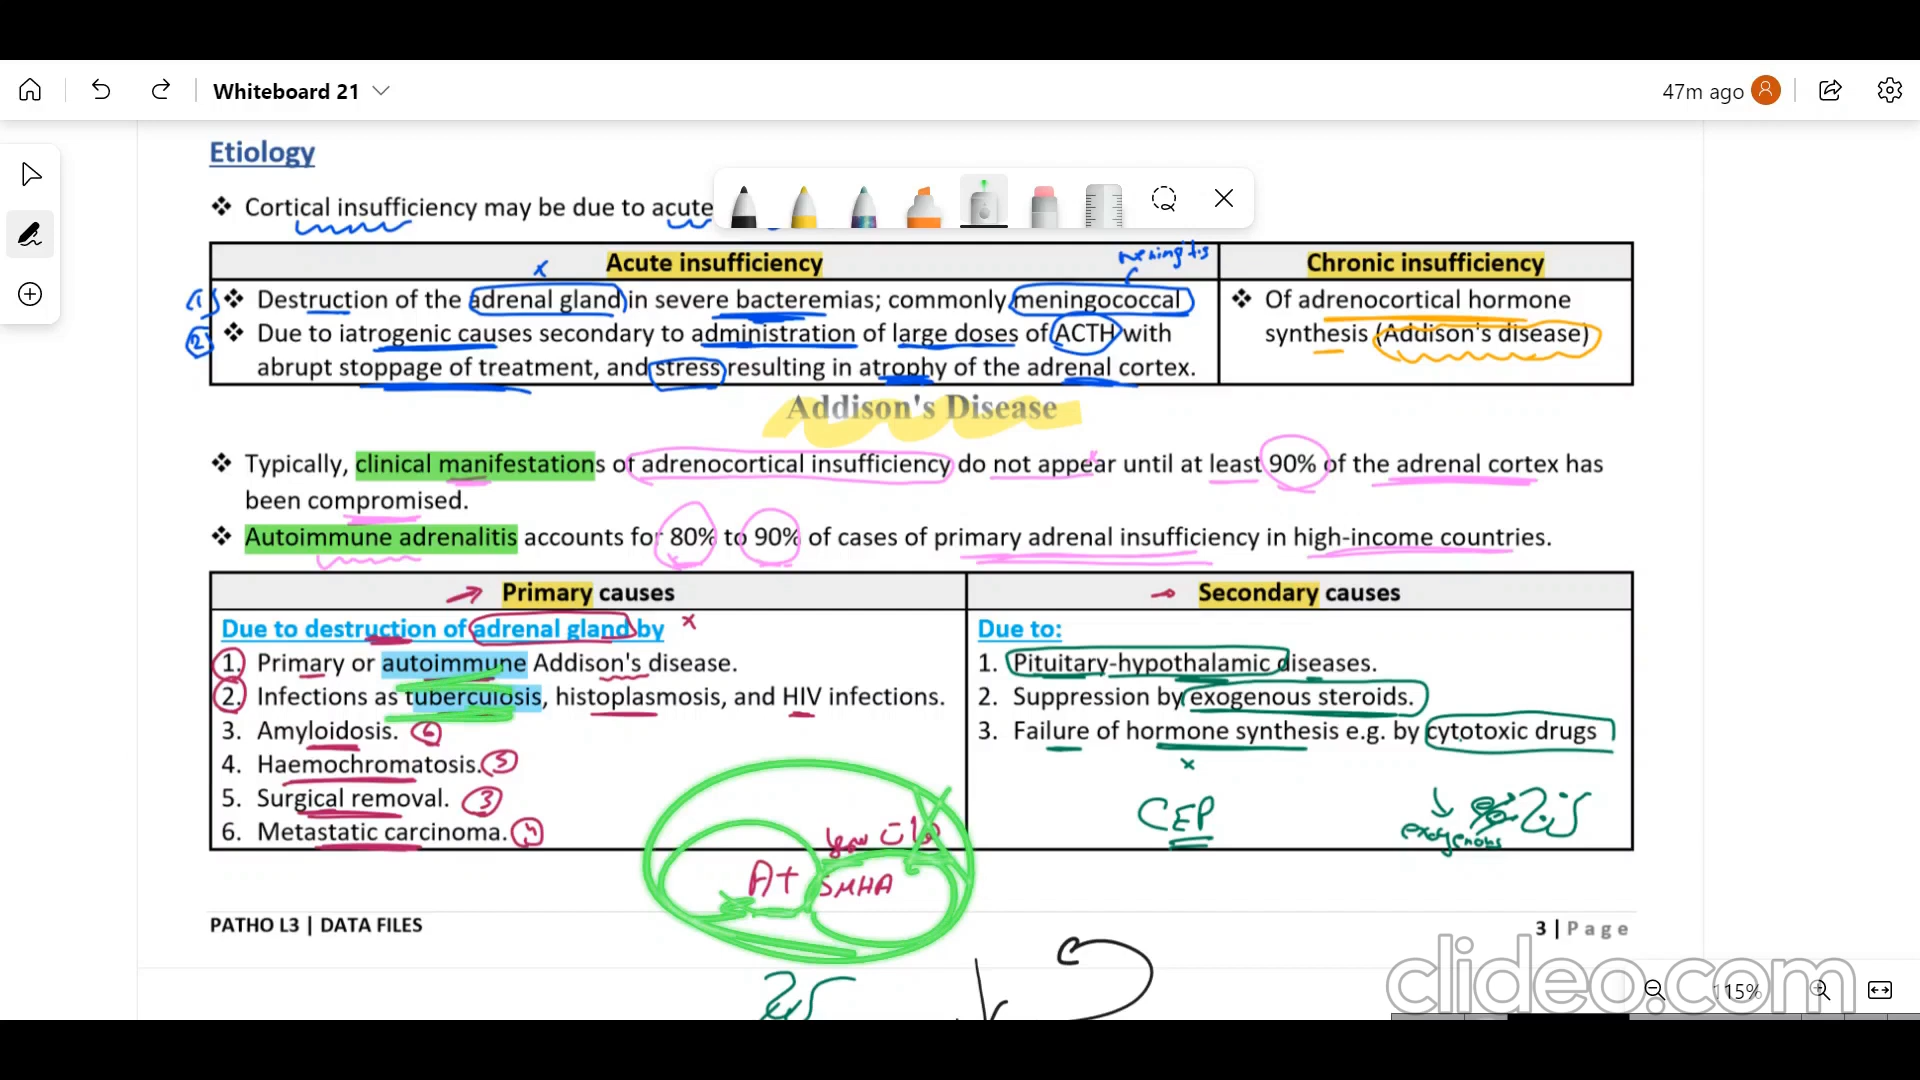 Whiteboard 21
47m ago
Etiology
❖ Cortical insufficiency may be due to acute
Acute insufficiency
Chronic insufficiency
(1) ❖ Destruction of the adrenal gland in severe bacteremias; commonly meningococcal
(2) ❖ Due to iatrogenic causes secondary to administration of large doses of ACTH with
abrupt stoppage of treatment, and stress resulting in atrophy of the adrenal cortex.
❖ Of adrenocortical hormone
synthesis (Addison's disease)
Addison's Disease
❖ Typically, clinical manifestations of adrenocortical insufficiency do not appear until at least 90% of the adrenal cortex has
been compromised.
❖ Autoimmune adrenalitis accounts for 80% to 90% of cases of primary adrenal insufficiency in high-income countries.
Primary causes
Due to destruction of adrenal gland by
1. Primary or autoimmune Addison's disease.
2. Infections as tuberculosis, histoplasmosis, and HIV infections.
3. Amyloidosis. 6
4. Haemochromatosis. 5
5. Surgical removal. 3
6. Metastatic carcinoma. 4
Secondary causes
Due to:
1. Pituitary-hypothalamic diseases.
2. Suppression by exogenous steroids.
3. Failure of hormone synthesis e.g. by cytotoxic drugs
CEP
exogenous
A+ SMHA
PATHO L3 | DATA FILES
3 | Page
clideo.com
115%